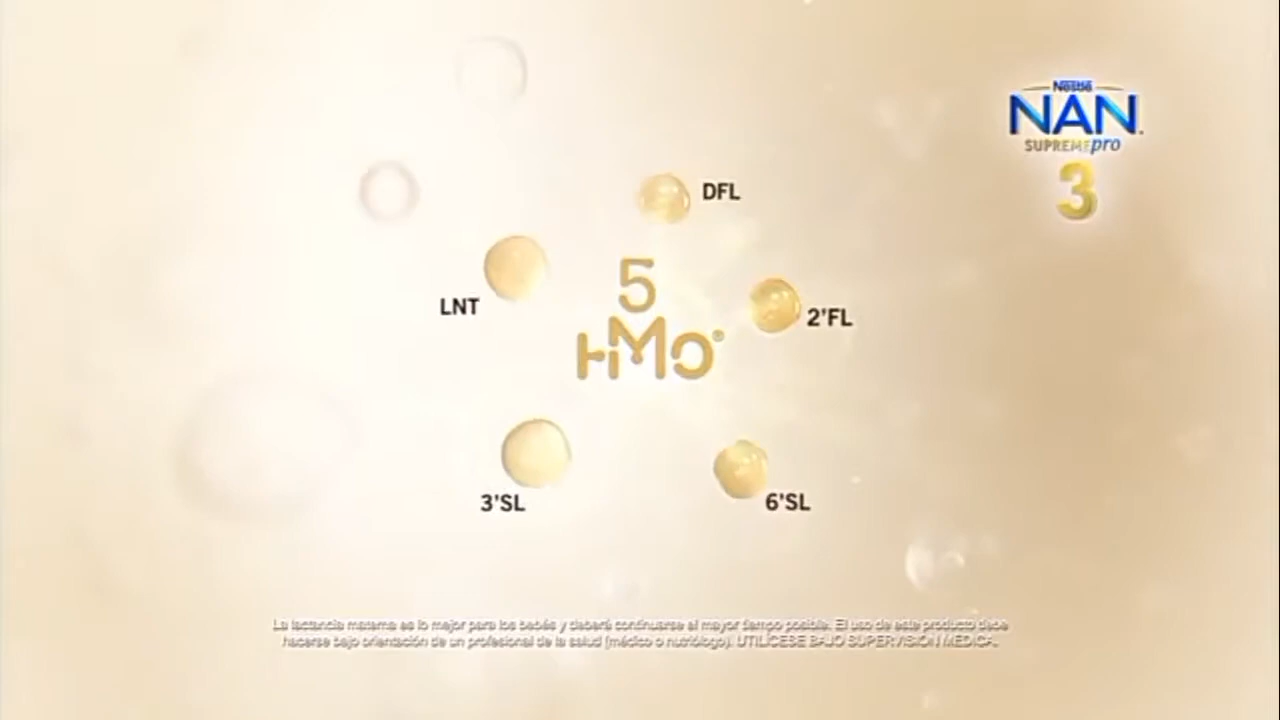 Nestlé
NAN®
SUPREMEpro
3
DFL
LNT
5
HMO®
2'FL
3'SL
6'SL
La lactancia materna es lo mejor para los bebés y deberá continuarse el mayor tiempo posible. El uso de este producto debe
hacerse bajo orientación de un profesional de la salud (médico o nutriólogo). UTILÍCESE BAJO SUPERVISIÓN MÉDICA.